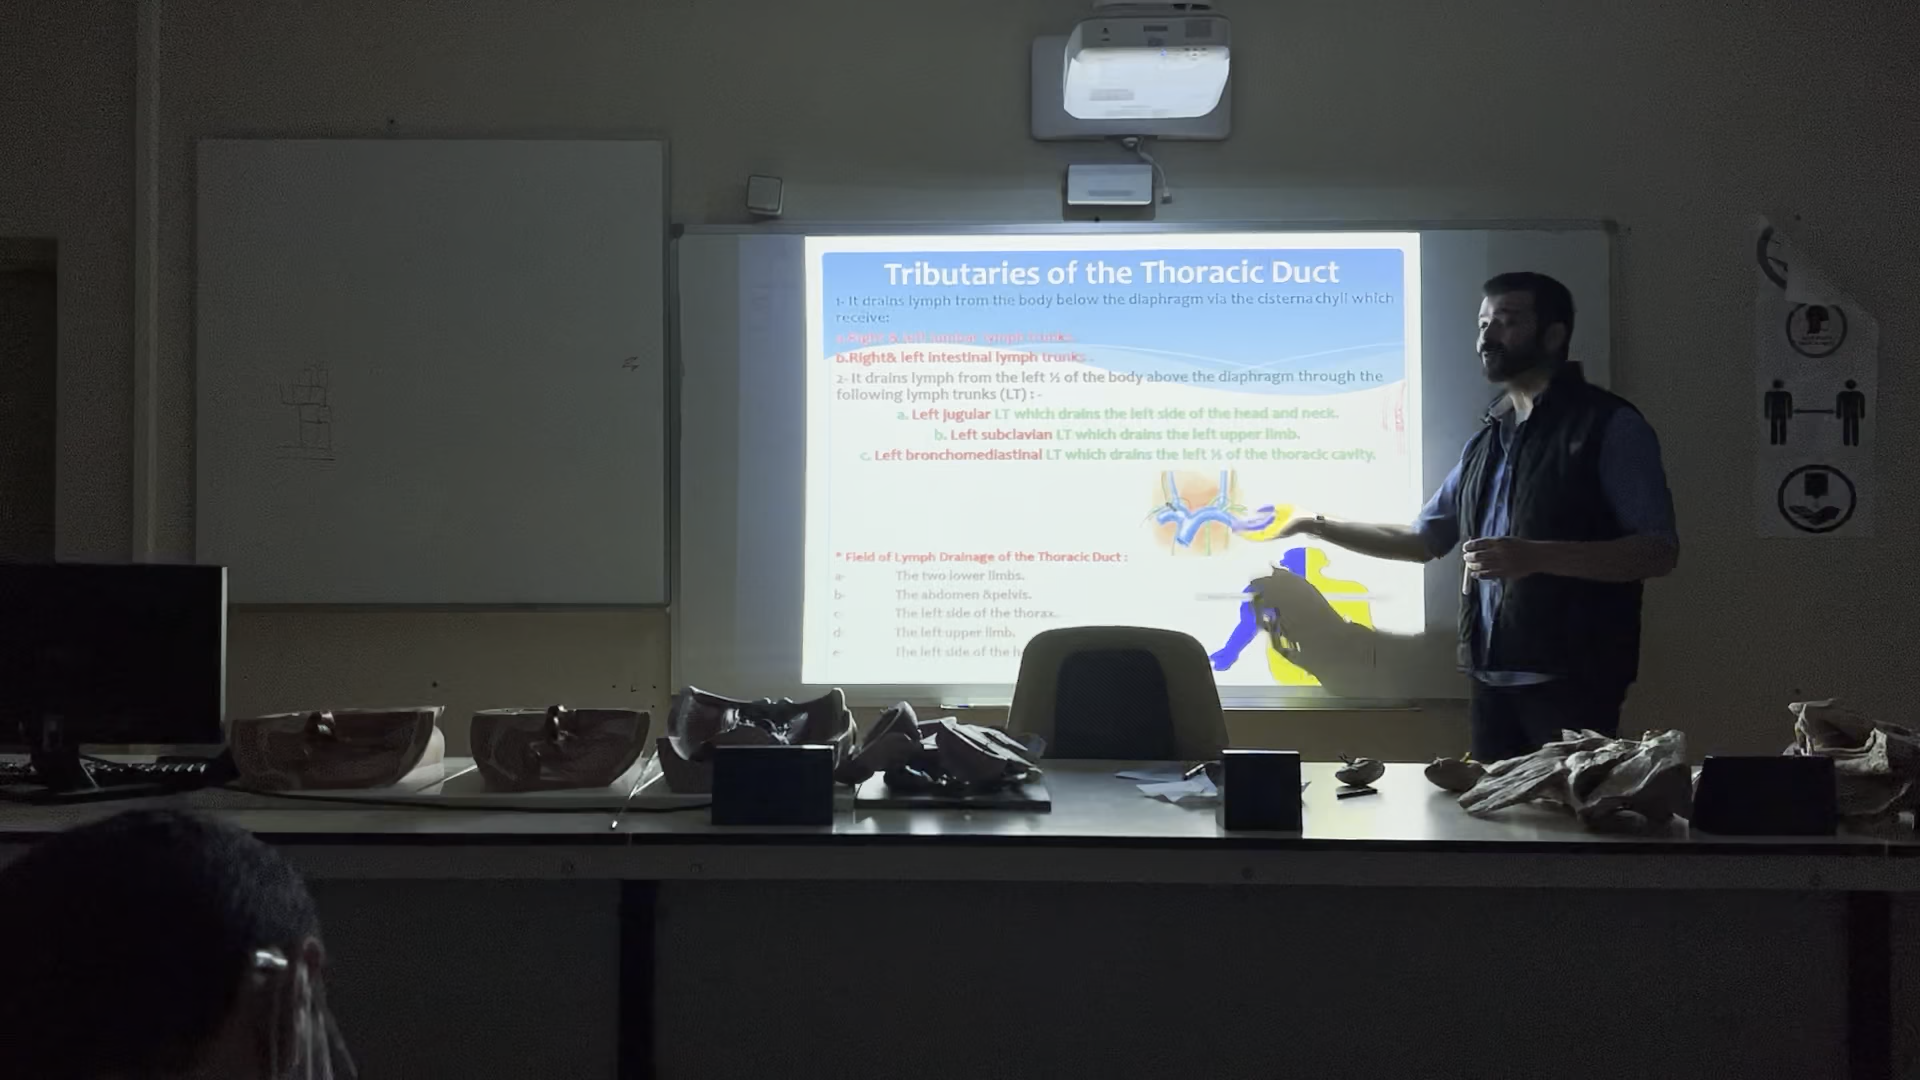 Tributaries of the Thoracic Duct
1- It drains lymph from the body below the diaphragm via the cisterna chyli which
receive:
a.Right & left lumbar lymph trunks.
b.Right& left intestinal lymph trunks .
2- It drains lymph from the left ½ of the body above the diaphragm through the
following lymph trunks (LT) : -
a. Left jugular LT which drains the left side of the head and neck.
b. Left subclavian LT which drains the left upper limb.
c. Left bronchomediastinal LT which drains the left ½ of the thoracic cavity.
* Field of Lymph Drainage of the Thoracic Duct :
a- The two lower limbs.
b- The abdomen &pelvis.
c- The left side of the thorax.
d- The left upper limb.
e- The left side of the